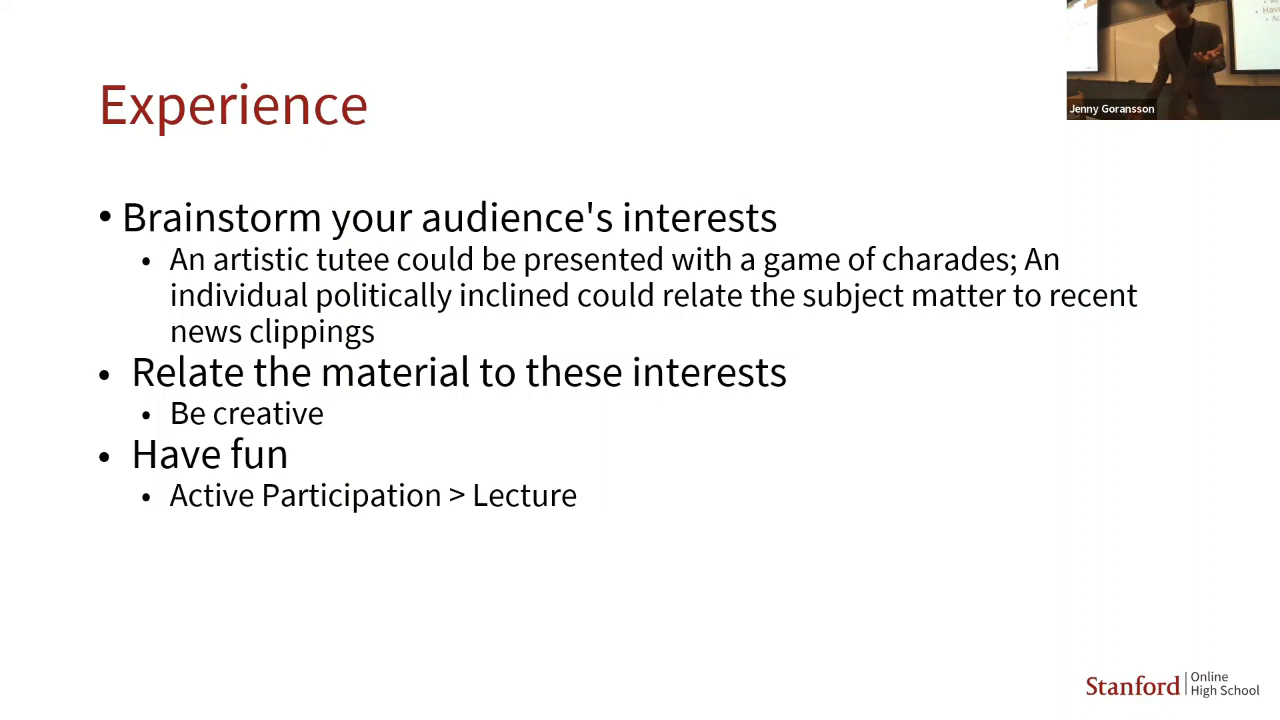 Experience
Jenny Goransson
• Brainstorm your audience's interests
• An artistic tutee could be presented with a game of charades; An
individual politically inclined could relate the subject matter to recent
news clippings
• Relate the material to these interests
• Be creative
• Have fun
• Active Participation > Lecture
Stanford | Online
High School